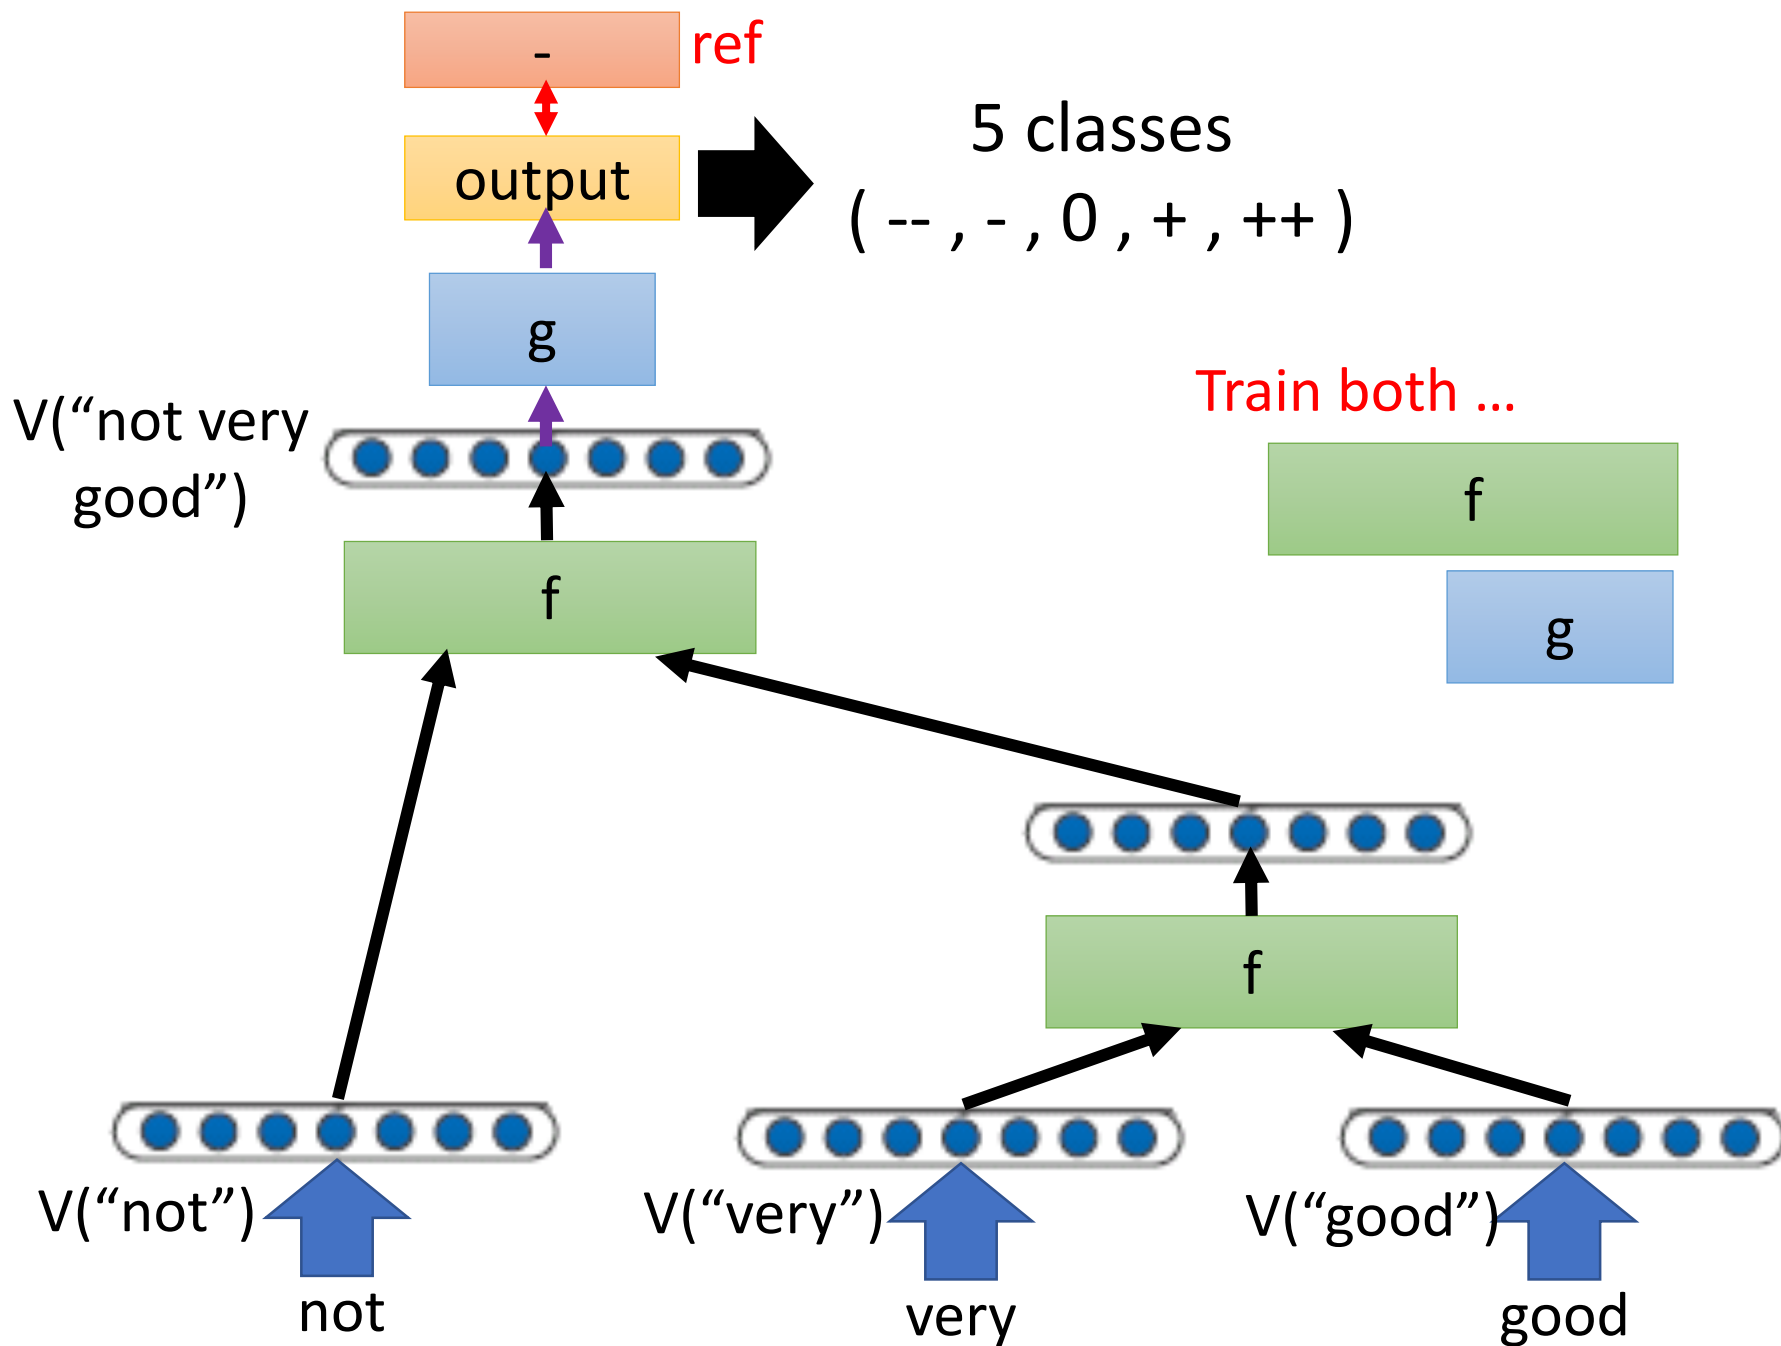 -
ref
output
5 classes
( -- , - , 0 , + , ++ )
g
V(“not very
good”)
Train both ...
f
f
g
f
V(“not”)
V(“very”)
V(“good”)
not
very
good